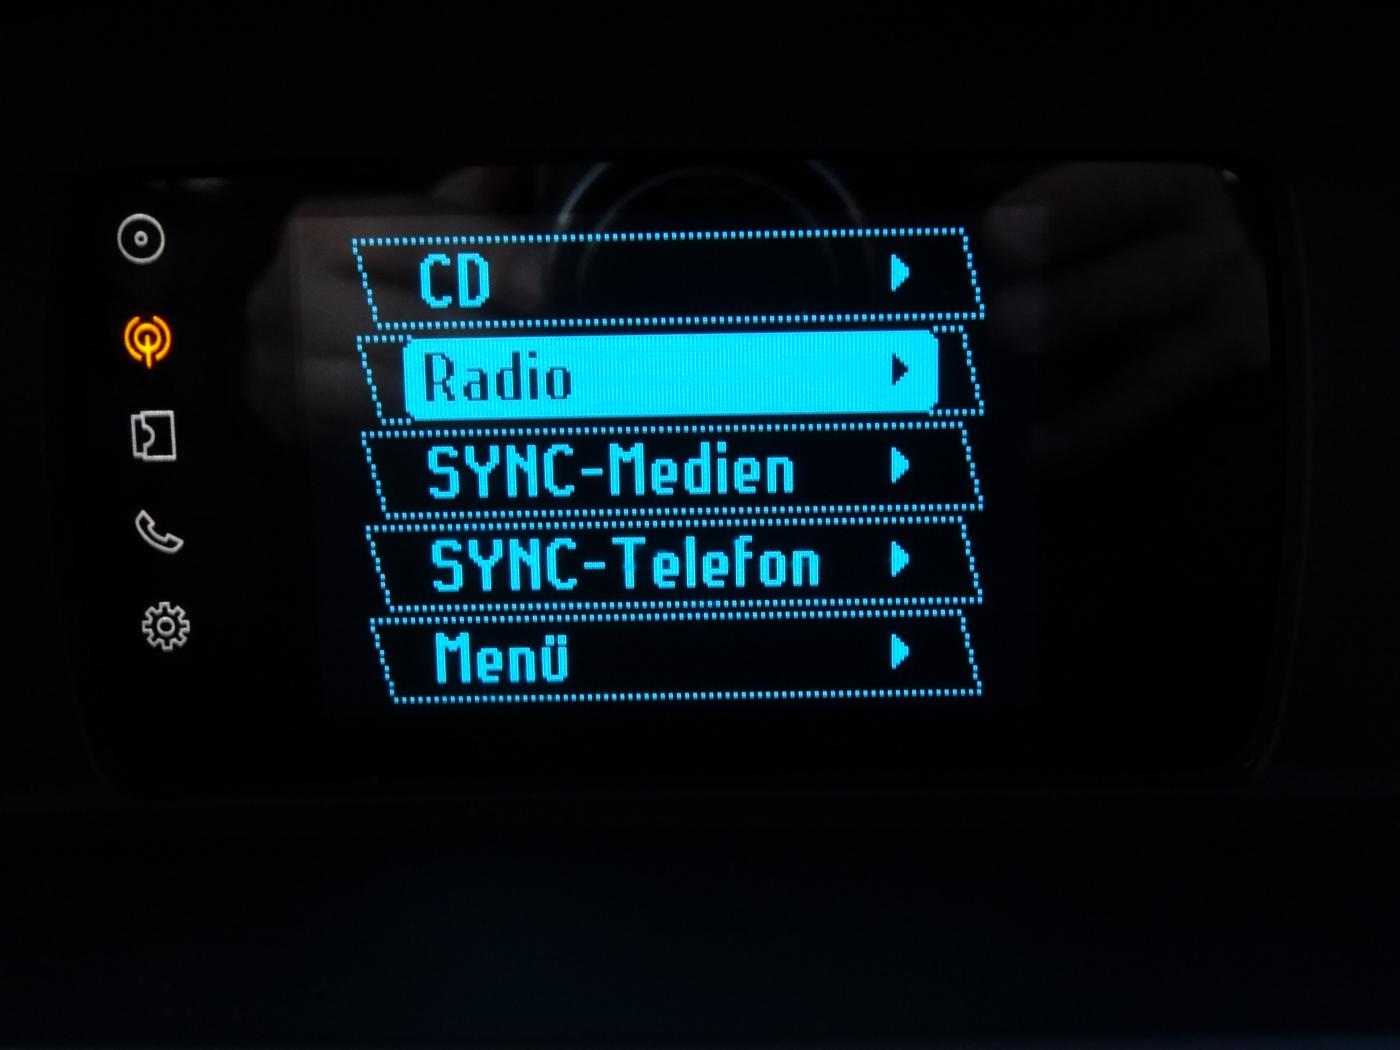 CD
Radio
SYNC-Medien
SYNC-Telefon
Menü